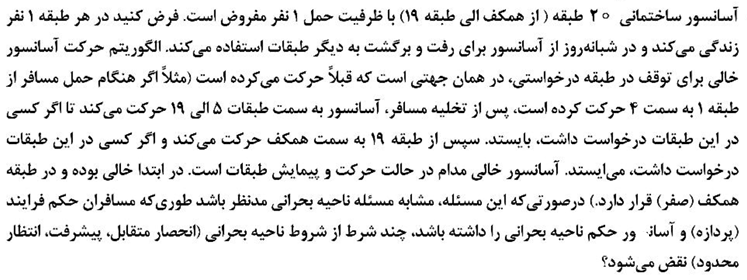 آسانسور ساختمانی ۲۰ طبقه ( از همکف الی طبقه ۱۹) با ظرفیت حمل ۱ نفر مفروض است. فرض کنید در هر طبقه ۱ نفر
زندگی می‌کند و در شبانه‌روز از آسانسور برای رفت و برگشت به دیگر طبقات استفاده می‌کند. الگوریتم حرکت آسانسور
خالی برای توقف در طبقه درخواستی، در همان جهتی است که قبلاً حرکت می‌کرده است (مثلاً اگر هنگام حمل مسافر از
طبقه ۱ به سمت ۴ حرکت کرده است، پس از تخلیه مسافر، آسانسور به سمت طبقات ۵ الی ۱۹ حرکت می‌کند تا اگر کسی
در این طبقات درخواست داشت، بایستد. سپس از طبقه ۱۹ به سمت همکف حرکت می‌کند و اگر کسی در این طبقات
درخواست داشت، می‌ایستد. آسانسور خالی مدام در حالت حرکت و پیمایش طبقات است. در ابتدا خالی بوده و در طبقه
همکف (صفر) قرار دارد.) درصورتی‌که این مسئله، مشابه مسئله ناحیه بحرانی مدنظر باشد طوری‌که مسافران حکم فرایند
(پردازه) و آسانـ ور حکم ناحیه بحرانی را داشته باشد، چند شرط از شروط ناحیه بحرانی (انحصار متقابل، پیشرفت، انتظار
محدود) نقض می‌شود؟